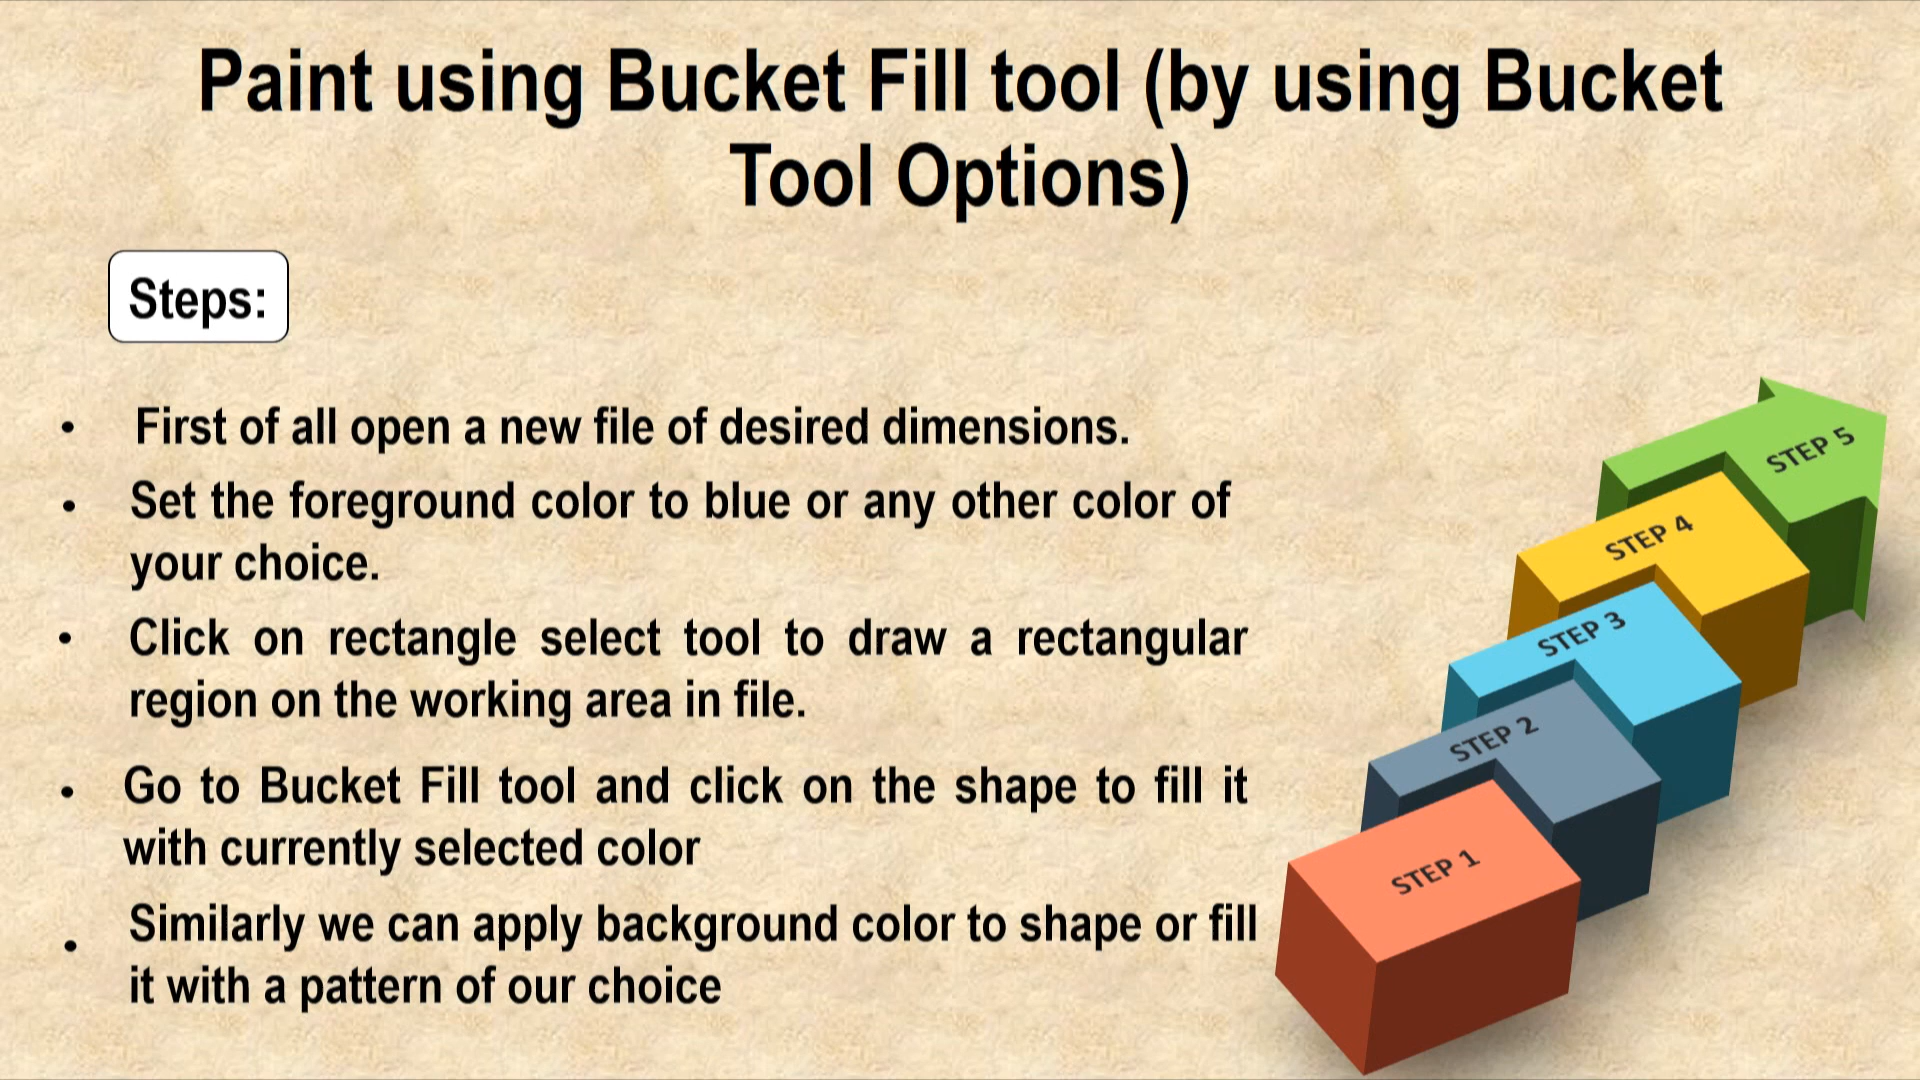 Paint using Bucket Fill tool (by using Bucket
Tool Options)
Steps:
• First of all open a new file of desired dimensions.
• Set the foreground color to blue or any other color of
your choice.
• Click on rectangle select tool to draw a rectangular
region on the working area in file.
• Go to Bucket Fill tool and click on the shape to fill it
with currently selected color
• Similarly we can apply background color to shape or fill
it with a pattern of our choice
STEP 5
STEP 4
STEP 3
STEP 2
STEP 1